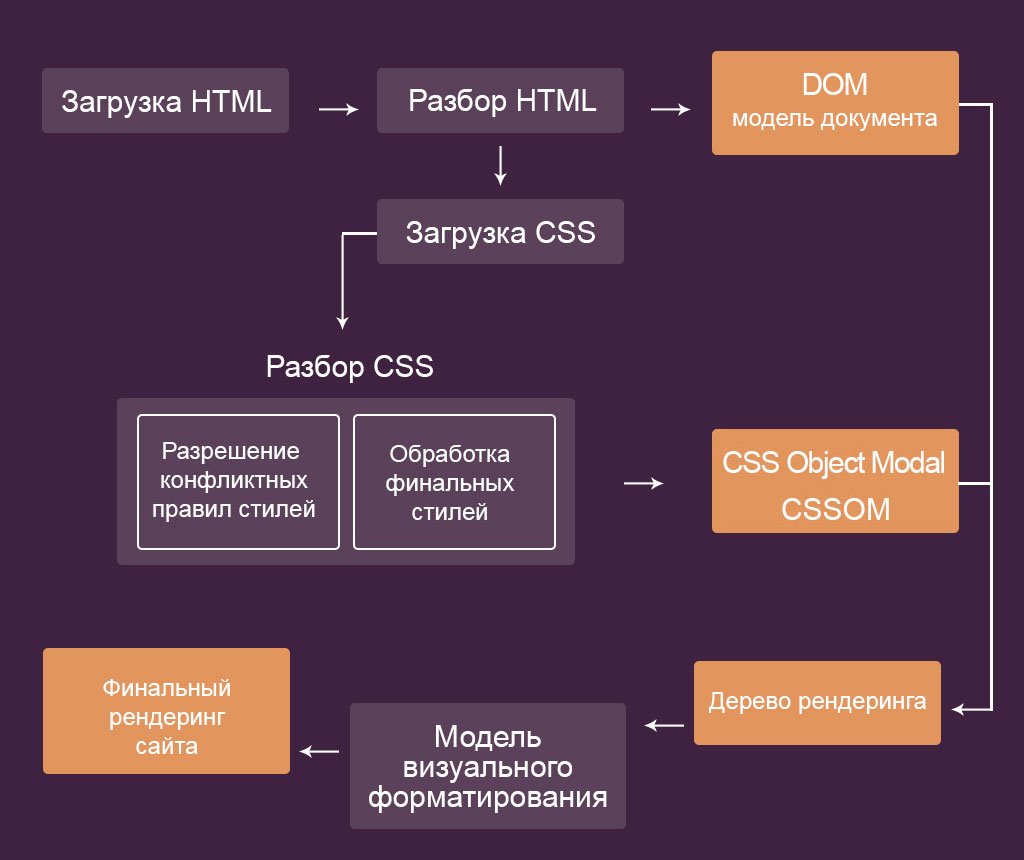 Загрузка HTML
Разбор HTML
DOM
модель документа
Загрузка CSS
Разбор CSS
Разрешение
конфликтных
правил стилей
Обработка
финальных
стилей
CSS Object Modal
CSSOM
Дерево рендеринга
Модель
визуального
форматирования
Финальный
рендеринг
сайта